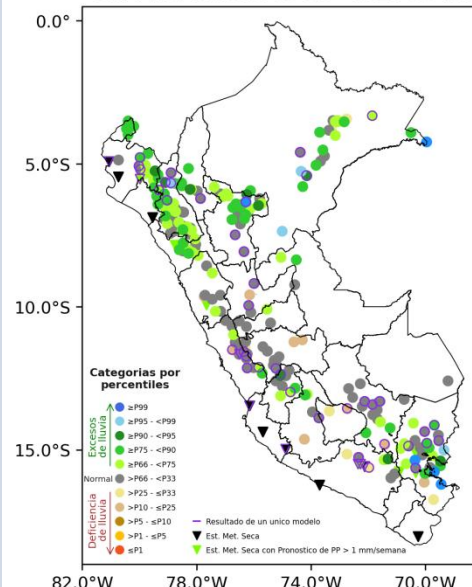 0.0°
5.0°S
10.0°S
15.0°S
Categorias por
percentiles
Excesos
de lluvia
Normal
Deficiencia
de lluvia
≥P99
≥P95 - <P99
≥P90 - <P95
≥P75 - <P90
≥P66 - <P75
≥P66 - <P33
>P25 - ≤P33
>P10 - ≤P25
>P5 - ≤P10
>P1 - ≤P5
≤P1
Resultado de un unico modelo
Est. Met. Seca
Est. Met. Seca con Pronostico de PP > 1 mm/semana
82.0°W
78.0°W
74.0°W
70.0°W